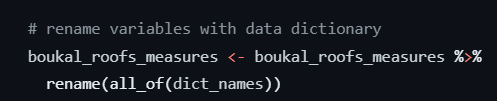 # rename variables with data dictionary
boukal_roofs_measures <- boukal_roofs_measures %>%
rename(all_of(dict_names))